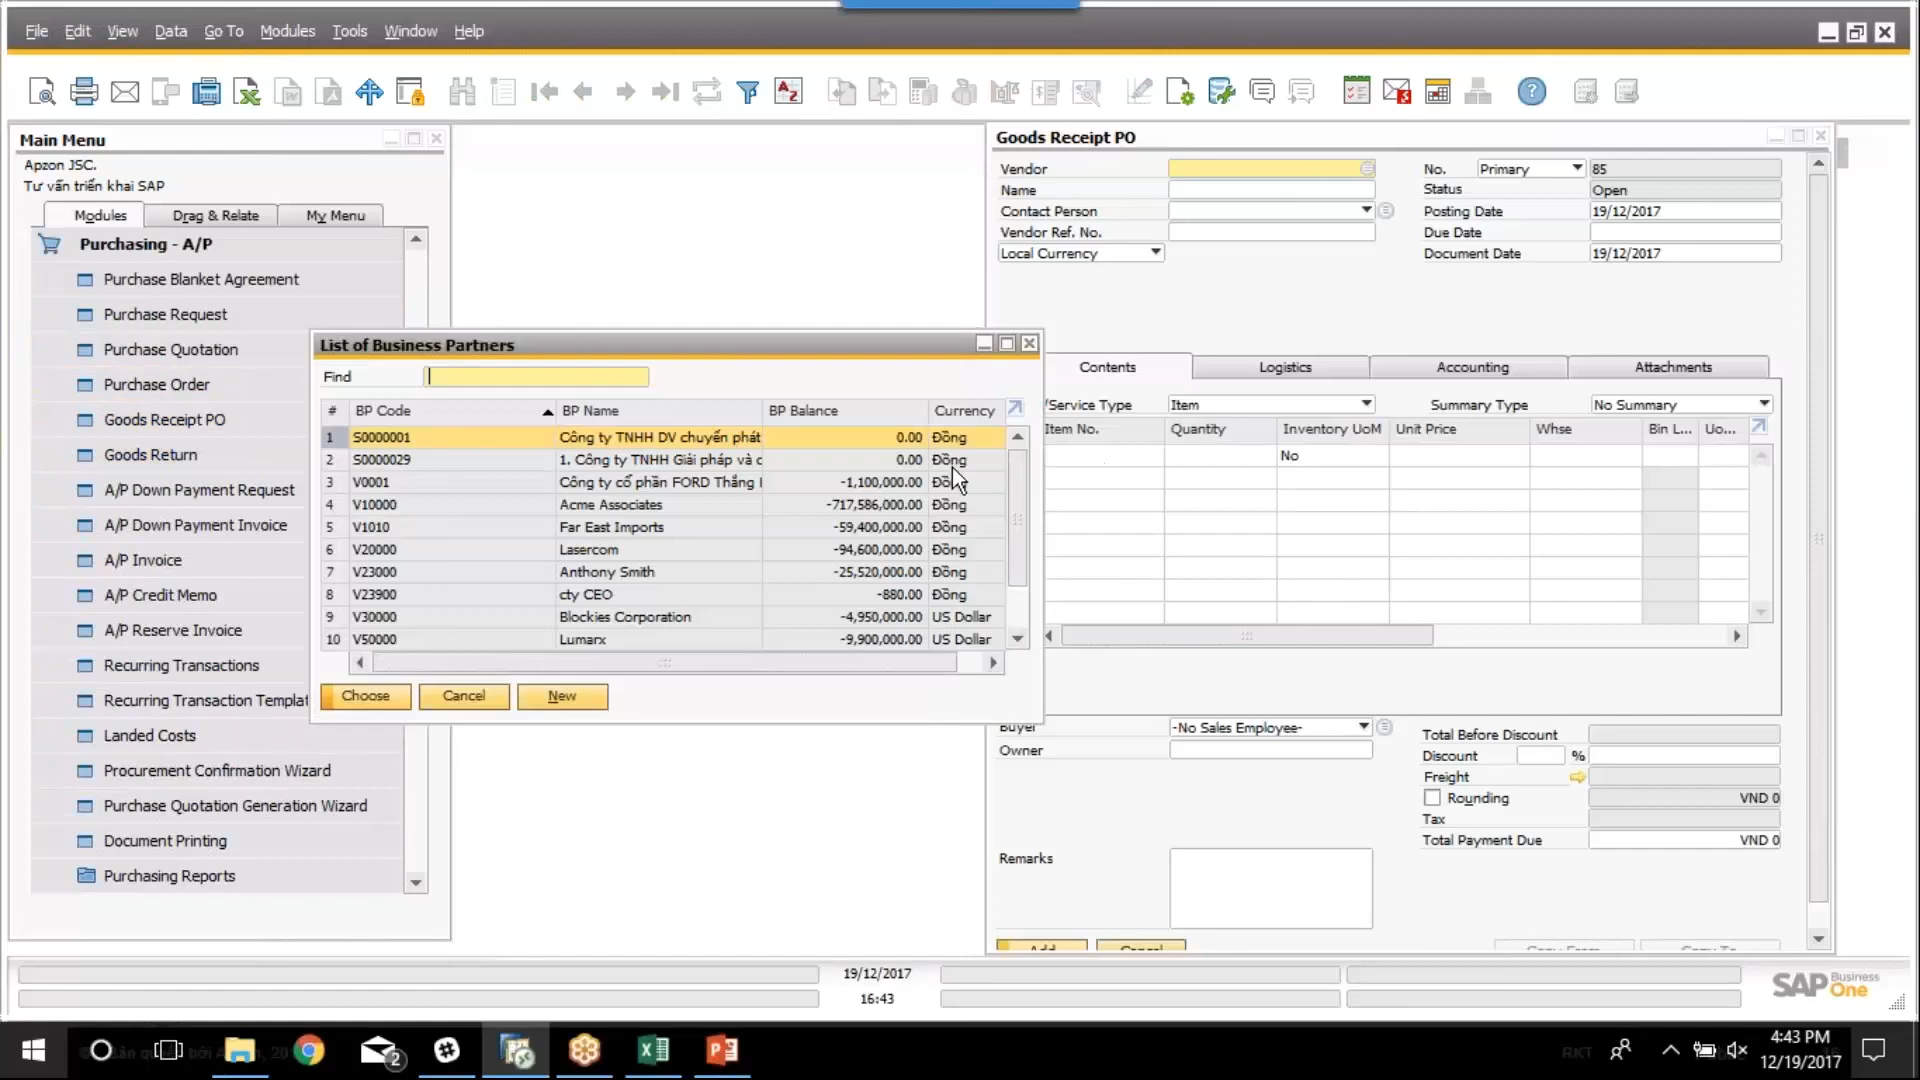 File Edit View Data Go To Modules Tools Window Help
Main Menu
Apzon JSC.
Tư vấn triển khai SAP
Modules Drag & Relate My Menu
Purchasing - A/P
Purchase Blanket Agreement
Purchase Request
Purchase Quotation
Purchase Order
Goods Receipt PO
Goods Return
A/P Down Payment Request
A/P Down Payment Invoice
A/P Invoice
A/P Credit Memo
A/P Reserve Invoice
Recurring Transactions
Recurring Transaction Templat
Landed Costs
Procurement Confirmation Wizard
Purchase Quotation Generation Wizard
Document Printing
Purchasing Reports
List of Business Partners
Find
# BP Code BP Name BP Balance Currency
1 S0000001 Công ty TNHH DV chuyển phát 0.00 Đồng
2 S0000029 1. Công ty TNHH Giải pháp và c 0.00 Đồng
3 V0001 Công ty cổ phần FORD Thắng -1,100,000.00 Đồng
4 V10000 Acme Associates -717,586,000.00 Đồng
5 V1010 Far East Imports -59,400,000.00 Đồng
6 V20000 Lasercom -94,600,000.00 Đồng
7 V23000 Anthony Smith -25,520,000.00 Đồng
8 V23900 cty CEO -880.00 Đồng
9 V30000 Blockies Corporation -4,950,000.00 US Dollar
10 V50000 Lumarx -9,900,000.00 US Dollar
Choose Cancel New
Goods Receipt PO
Vendor No. Primary 85
Name Status Open
Contact Person Posting Date 19/12/2017
Vendor Ref. No. Due Date
Local Currency Document Date 19/12/2017
Contents Logistics Accounting Attachments
/Service Type Item Summary Type No Summary
Item No. Quantity Inventory UoM Unit Price Whse Bin L... Uo...
No
Buyer -No Sales Employee-
Owner
Total Before Discount
Discount %
Freight
Rounding VND 0
Tax
Total Payment Due VND 0
Remarks
Add Cancel Copy From Copy To
19/12/2017
16:43
SAP Business One
2
RKT
4:43 PM
12/19/2017